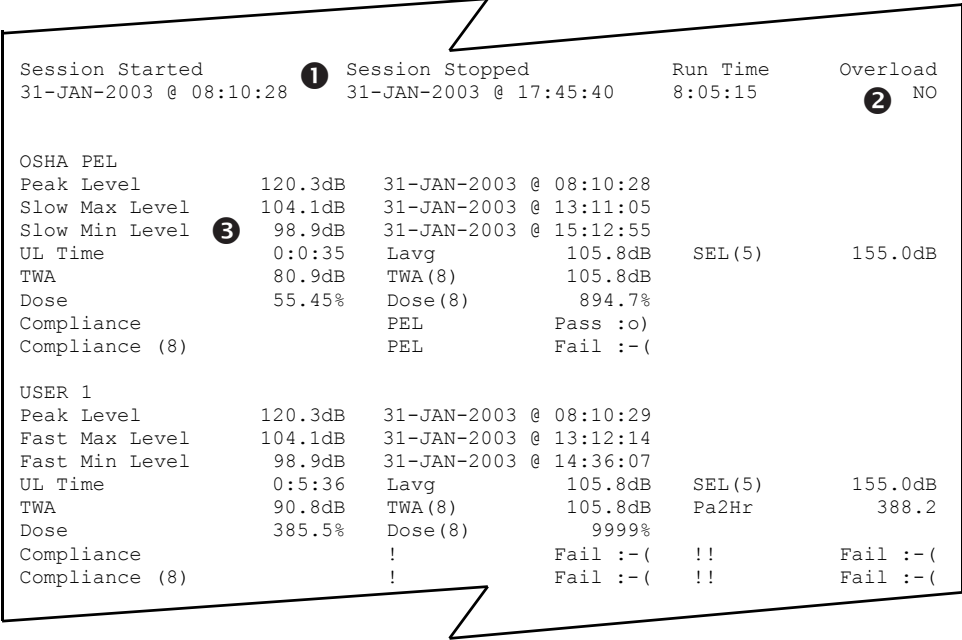 Session Started ❶ Session Stopped Run Time Overload
31-JAN-2003 @ 08:10:28 31-JAN-2003 @ 17:45:40 8:05:15 ❷ NO
OSHA PEL
Peak Level 120.3dB 31-JAN-2003 @ 08:10:28
Slow Max Level 104.1dB 31-JAN-2003 @ 13:11:05
Slow Min Level ❸ 98.9dB 31-JAN-2003 @ 15:12:55
UL Time 0:0:35 Lavg 105.8dB SEL(5) 155.0dB
TWA 80.9dB TWA(8) 105.8dB
Dose 55.45% Dose(8) 894.7%
Compliance PEL Pass :o)
Compliance (8) PEL Fail :-(
USER 1
Peak Level 120.3dB 31-JAN-2003 @ 08:10:29
Fast Max Level 104.1dB 31-JAN-2003 @ 13:12:14
Fast Min Level 98.9dB 31-JAN-2003 @ 14:36:07
UL Time 0:5:36 Lavg 105.8dB SEL(5) 155.0dB
TWA 90.8dB TWA(8) 105.8dB Pa2Hr 388.2
Dose 385.5% Dose(8) 9999%
Compliance ! Fail :-( !! Fail :-(
Compliance (8) ! Fail :-( !! Fail :-(